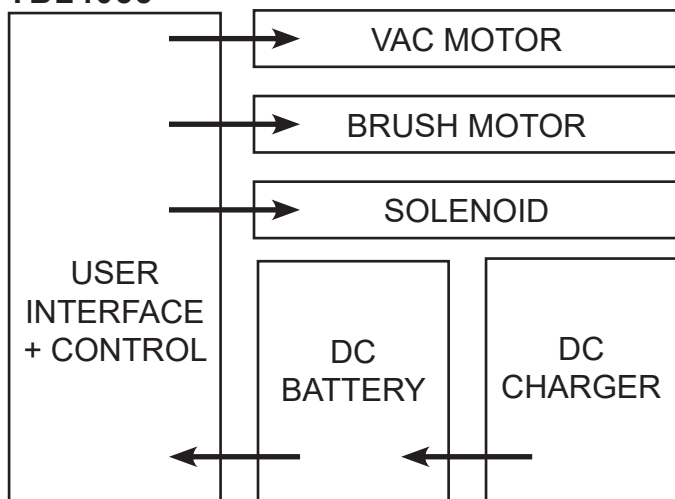 VAC MOTOR
BRUSH MOTOR
SOLENOID
USER
INTERFACE
+ CONTROL
DC
BATTERY
DC
CHARGER